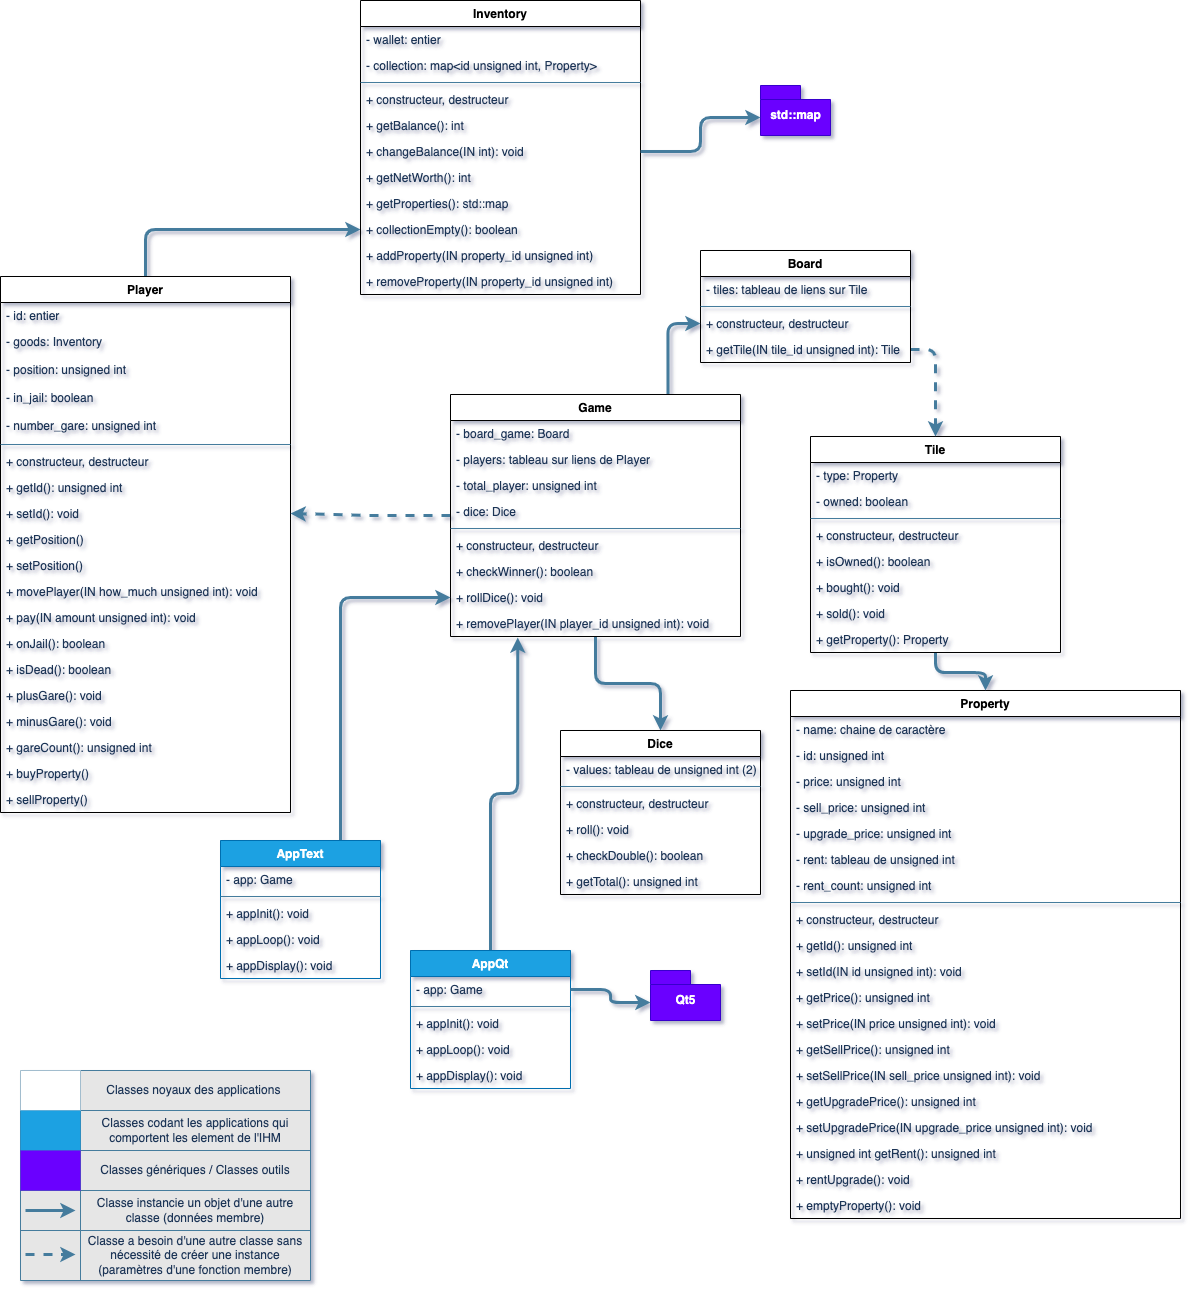 Inventory
- wallet: entier
- collection: map<id unsigned int, Property>
+ constructeur, destructeur
+ getBalance(): int
+ changeBalance(IN int): void
+ getNetWorth(): int
+ getProperties(): std::map
+ collectionEmpty(): boolean
+ addProperty(IN property_id unsigned int)
+ removeProperty(IN property_id unsigned int)
std::map
Player
- id: entier
- goods: Inventory
- position: unsigned int
- in_jail: boolean
- number_gare: unsigned int
+ constructeur, destructeur
+ getId(): unsigned int
+ setId(): void
+ getPosition()
+ setPosition()
+ movePlayer(IN how_much unsigned int): void
+ pay(IN amount unsigned int): void
+ onJail(): boolean
+ isDead(): boolean
+ plusGare(): void
+ minusGare(): void
+ gareCount(): unsigned int
+ buyProperty()
+ sellProperty()
Board
- tiles: tableau de liens sur Tile
+ constructeur, destructeur
+ getTile(IN tile_id unsigned int): Tile
Game
- board_game: Board
- players: tableau sur liens de Player
- total_player: unsigned int
- dice: Dice
+ constructeur, destructeur
+ checkWinner(): boolean
+ rollDice(): void
+ removePlayer(IN player_id unsigned int): void
Tile
- type: Property
- owned: boolean
+ constructeur, destructeur
+ isOwned(): boolean
+ bought(): void
+ sold(): void
+ getProperty(): Property
Dice
- values: tableau de unsigned int (2)
+ constructeur, destructeur
+ roll(): void
+ checkDouble(): boolean
+ getTotal(): unsigned int
Property
- name: chaine de caractère
- id: unsigned int
- price: unsigned int
- sell_price: unsigned int
- upgrade_price: unsigned int
- rent: tableau de unsigned int
- rent_count: unsigned int
+ constructeur, destructeur
+ getId(): unsigned int
+ setId(IN id unsigned int): void
+ getPrice(): unsigned int
+ setPrice(IN price unsigned int): void
+ getSellPrice(): unsigned int
+ setSellPrice(IN sell_price unsigned int): void
+ getUpgradePrice(): unsigned int
+ setUpgradePrice(IN upgrade_price unsigned int): void
+ unsigned int getRent(): unsigned int
+ rentUpgrade(): void
+ emptyProperty(): void
AppText
- app: Game
+ appInit(): void
+ appLoop(): void
+ appDisplay(): void
AppQt
- app: Game
+ appInit(): void
+ appLoop(): void
+ appDisplay(): void
Qt5
Classes noyaux des applications
Classes codant les applications qui
comportent les element de l'IHM
Classes génériques / Classes outils
Classe instancie un objet d'une autre
classe (données membre)
Classe a besoin d'une autre classe sans
nécessité de créer une instance
(paramètres d'une fonction membre)